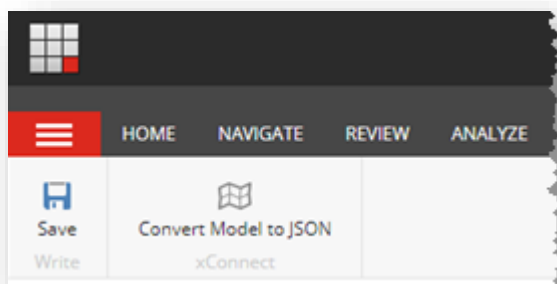 HOME NAVIGATE REVIEW ANALYZE
Save Convert Model to JSON
Write xConnect